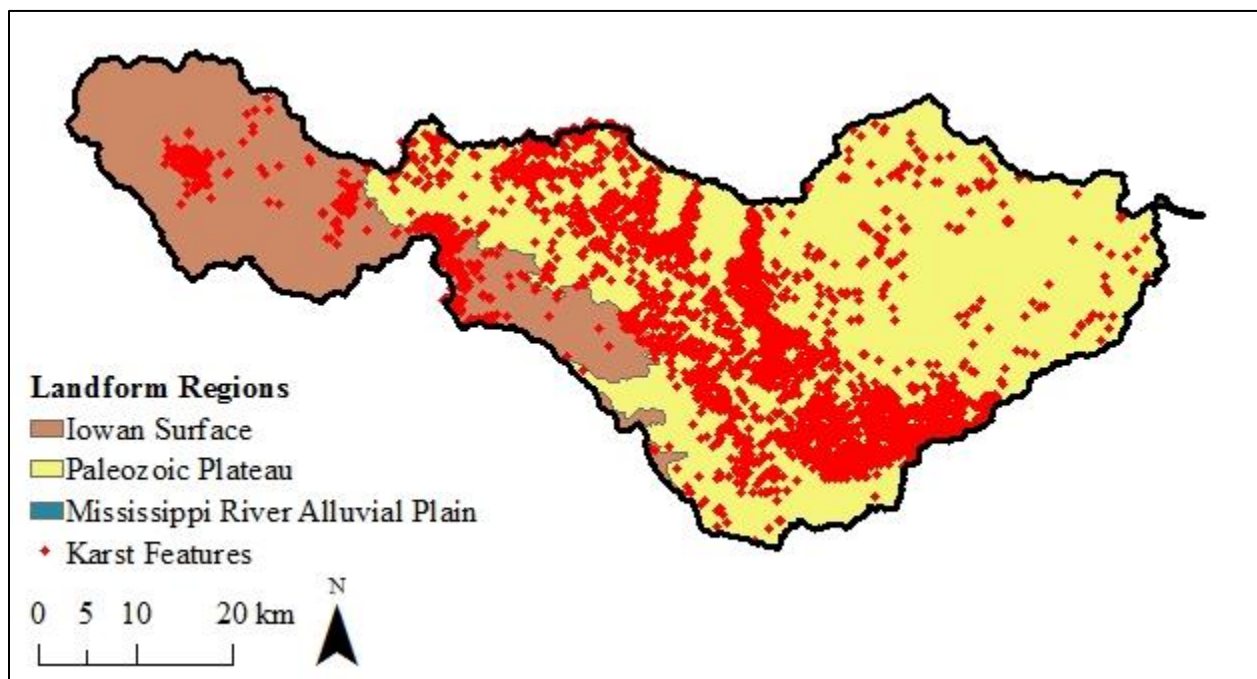 Landform Regions
Iowan Surface
Paleozoic Plateau
Mississippi River Alluvial Plain
Karst Features
N
0 5 10 20 km